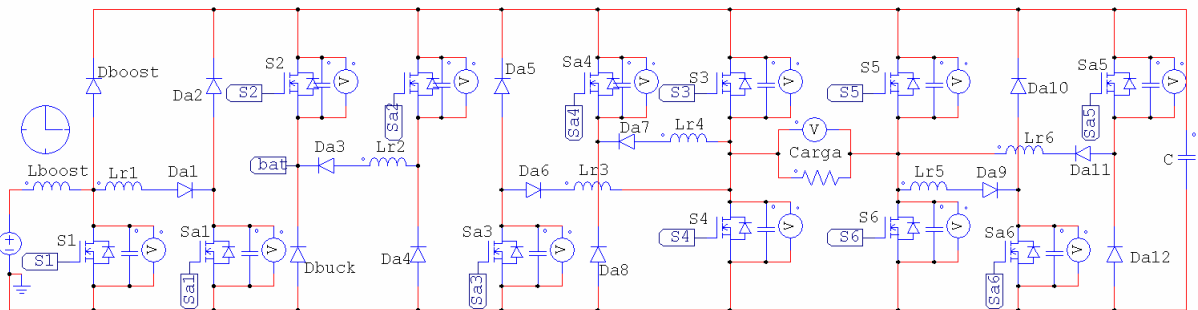 Dboost
Lboost
Lr1
Da1
Da2
S1
S1
V
Sa1
Sa1
V
S2
S2
V
bat
Da3
Lr2
Dbuck
Sa2
V
Da4
Da5
Da6
Lr3
Sa3
Sa3
V
Sa4
Sa4
V
Da7
Lr4
Da8
S3
S3
V
S4
S4
V
V
Carga
S5
S5
V
Lr5
Da9
S6
S6
V
Da10
Lr6
Da11
Sa5
Sa5
V
Sa6
Sa6
V
Da12
C